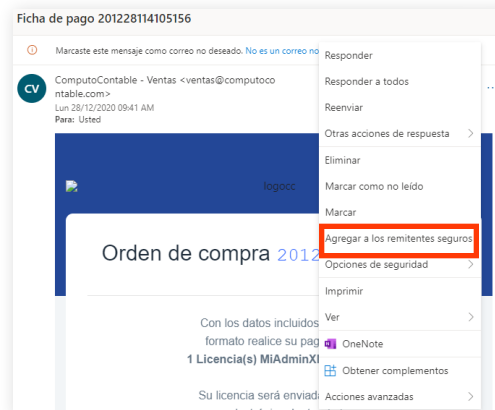 Ficha de pago 201228114105156
Marcaste este mensaje como correo no deseado. No es un correo no
CV
ComputoContable - Ventas <ventas@computoco
ntable.com>
Lun 28/12/2020 09:41 AM
Para: Usted
logocc
Orden de compra 2012
Con los datos incluidos
formato realice su pag
1 Licencia(s) MiAdminX
Su licencia será enviad
Responder
Responder a todos
Reenviar
Otras acciones de respuesta
Eliminar
Marcar como no leído
Marcar
Agregar a los remitentes seguros
Opciones de seguridad
Imprimir
Ver
OneNote
Obtener complementos
Acciones avanzadas